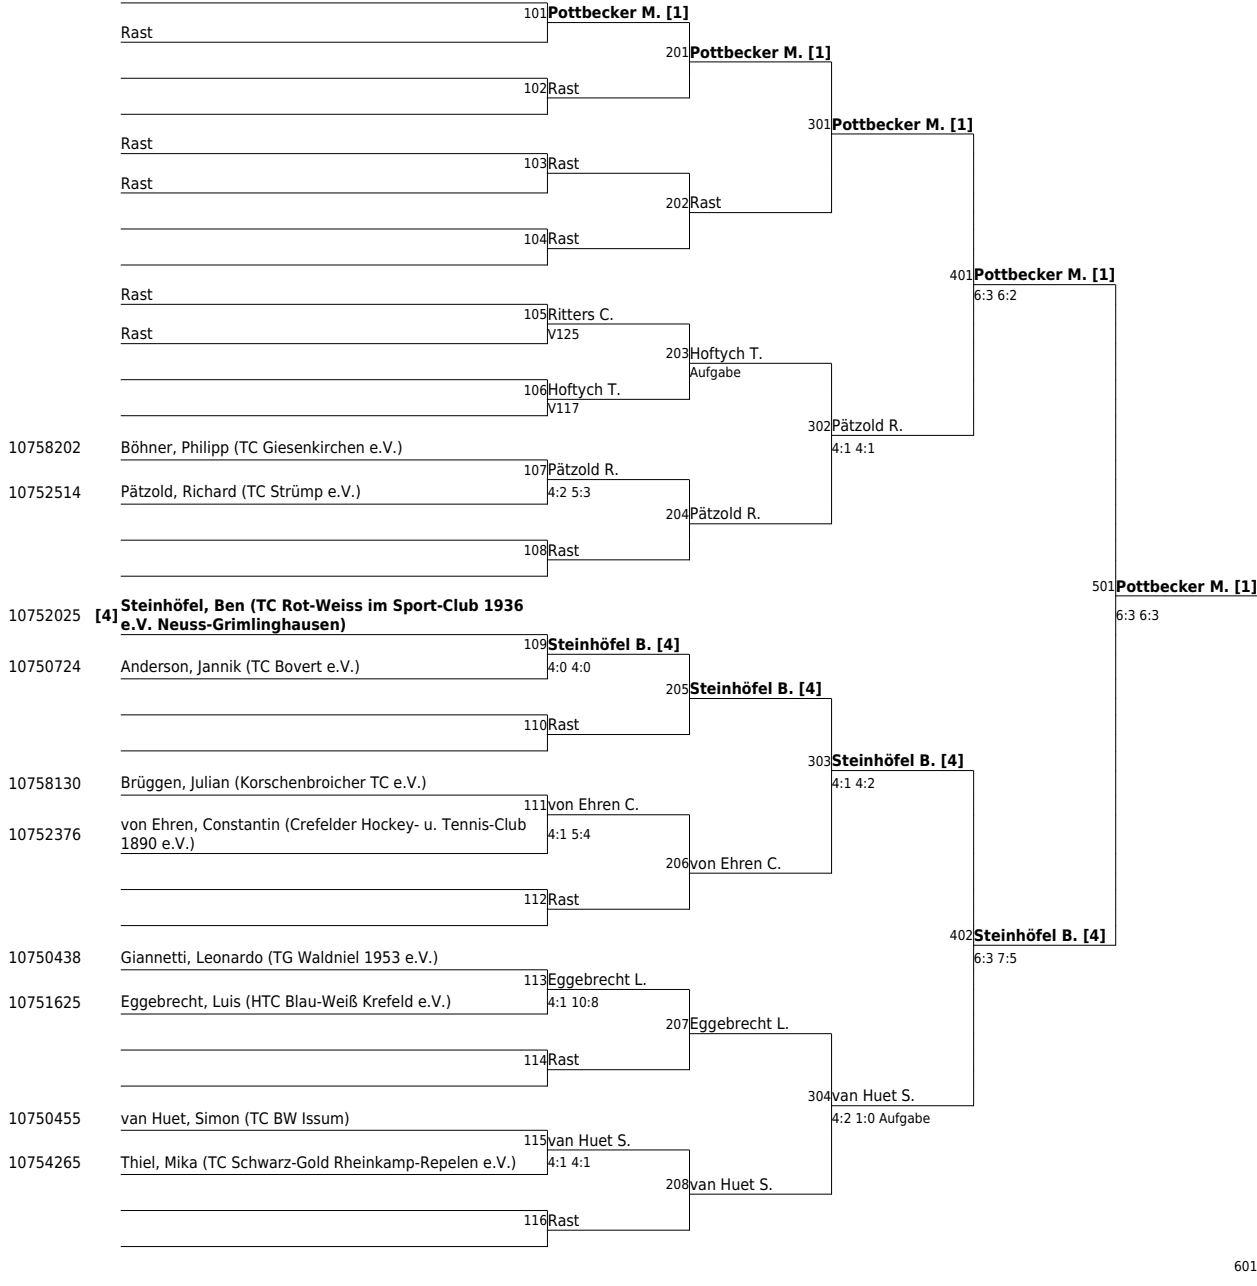 101 Pottbecker M. [1]
Rast
201 Pottbecker M. [1]
102 Rast
301 Pottbecker M. [1]
Rast
103 Rast
Rast
202 Rast
104 Rast
401 Pottbecker M. [1]
6:3 6:2
Rast
105 Ritters C.
Rast
V125
203 Hoftych T.
Aufgabe
106 Hoftych T.
V117
302 Pätzold R.
4:1 4:1
10758202 Böhner, Philipp (TC Giesenkirchen e.V.)
107 Pätzold R.
10752514 Pätzold, Richard (TC Strümp e.V.)
4:2 5:3
204 Pätzold R.
108 Rast
501 Pottbecker M. [1]
6:3 6:3
10752025 [4] Steinhöfel, Ben (TC Rot-Weiss im Sport-Club 1936
e.V. Neuss-Grimlinghausen)
109 Steinhöfel B. [4]
10750724 Anderson, Jannik (TC Bovert e.V.)
4:0 4:0
205 Steinhöfel B. [4]
110 Rast
303 Steinhöfel B. [4]
4:1 4:2
10758130 Brüggen, Julian (Korschenbroicher TC e.V.)
111 von Ehren C.
10752376 von Ehren, Constantin (Crefelder Hockey- u. Tennis-Club
1890 e.V.)
4:1 5:4
206 von Ehren C.
112 Rast
402 Steinhöfel B. [4]
6:3 7:5
10750438 Giannetti, Leonardo (TG Waldniel 1953 e.V.)
113 Eggebrecht L.
10751625 Eggebrecht, Luis (HTC Blau-Weiß Krefeld e.V.)
4:1 10:8
207 Eggebrecht L.
114 Rast
304 van Huet S.
4:2 1:0 Aufgabe
10750455 van Huet, Simon (TC BW Issum)
115 van Huet S.
10754265 Thiel, Mika (TC Schwarz-Gold Rheinkamp-Repelen e.V.)
4:1 4:1
208 van Huet S.
116 Rast
601